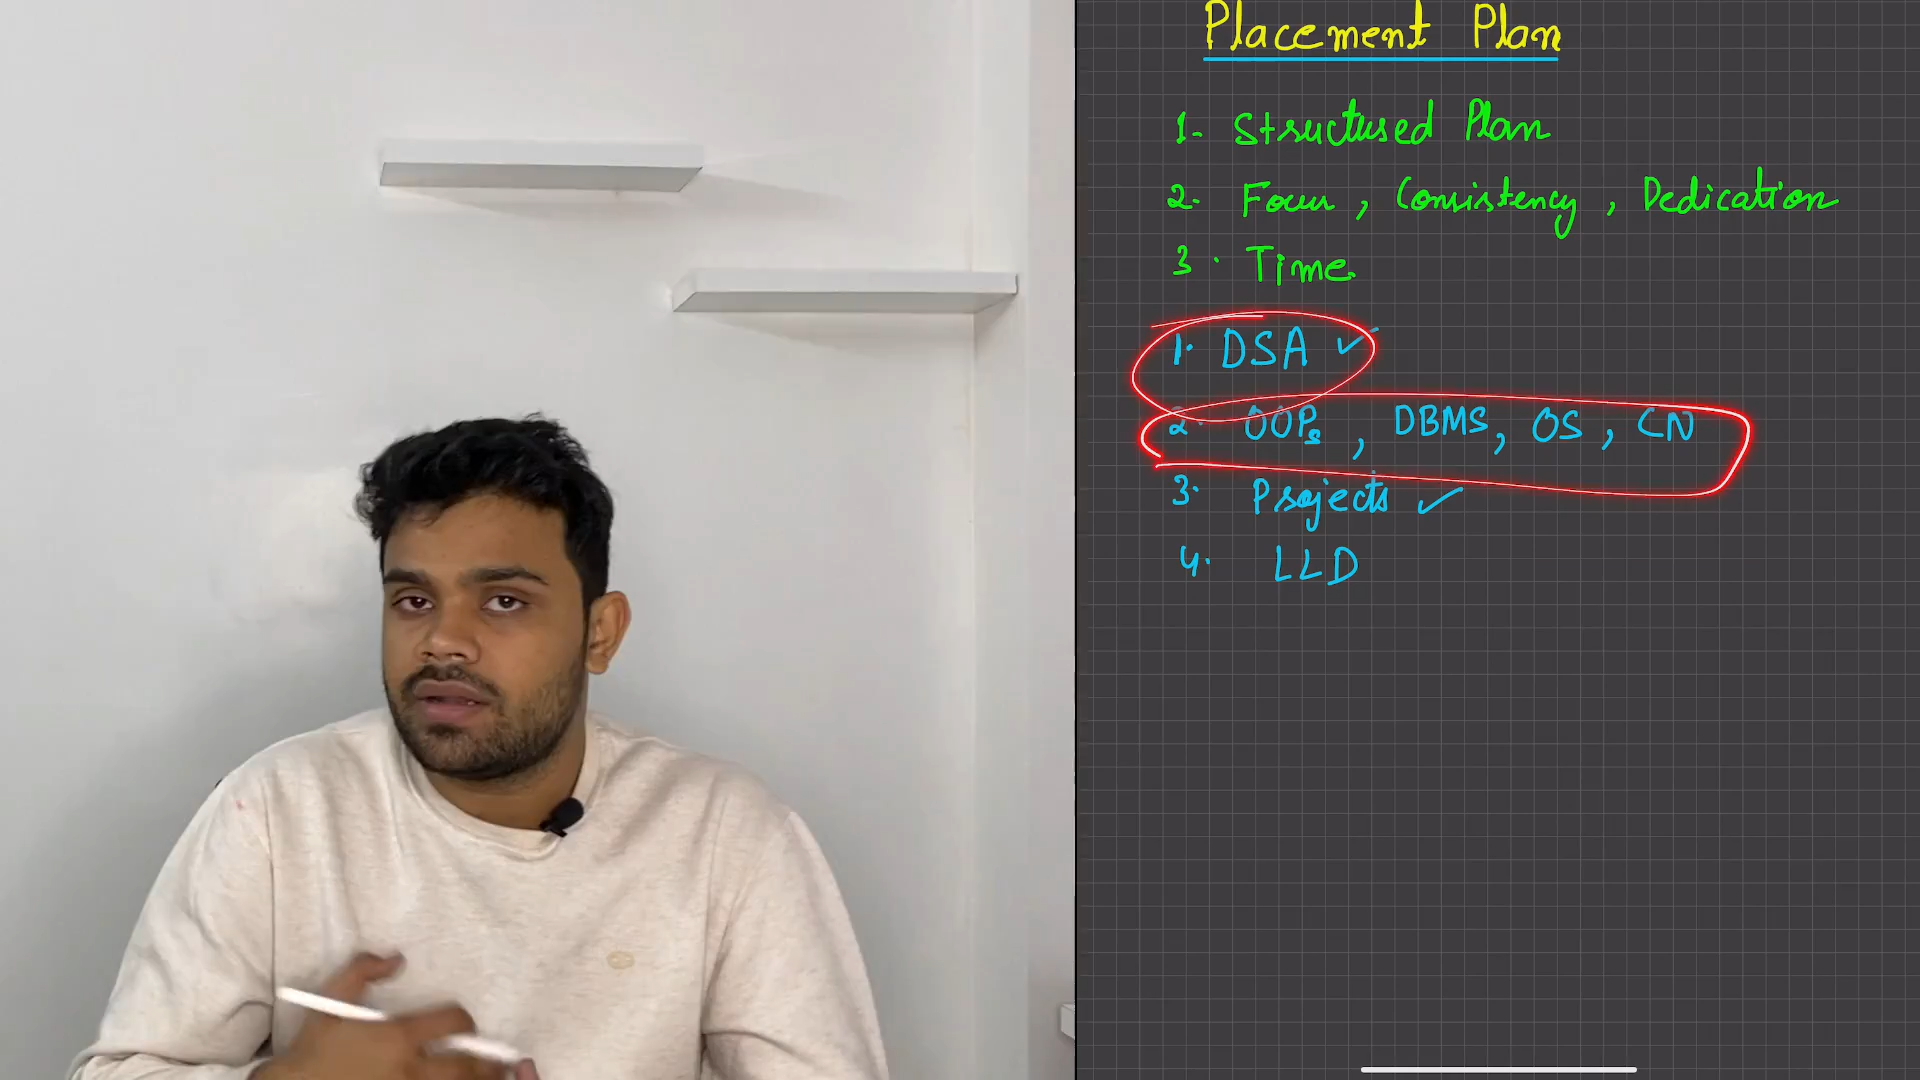 Placement Plan
1. Structured Plan
2. Focus, Consistency, Dedication
3. Time
1. DSA ✓
2. OOPs, DBMS, OS, CN
3. Projects ✓
4. LLD